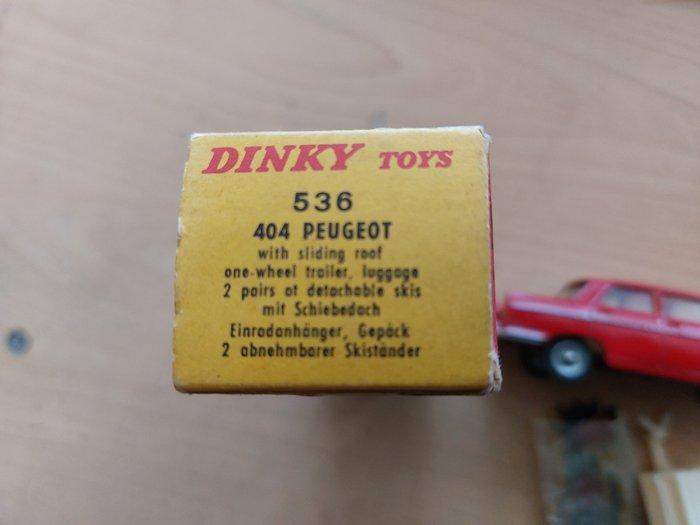 DINKY TOYS
536
404 PEUGEOT
with sliding roof
one-wheel trailer, luggage
2 pairs of detachable skis
mit Schiebedach
Einradanhänger, Gepäck
2 abnehmbarer Skiständer